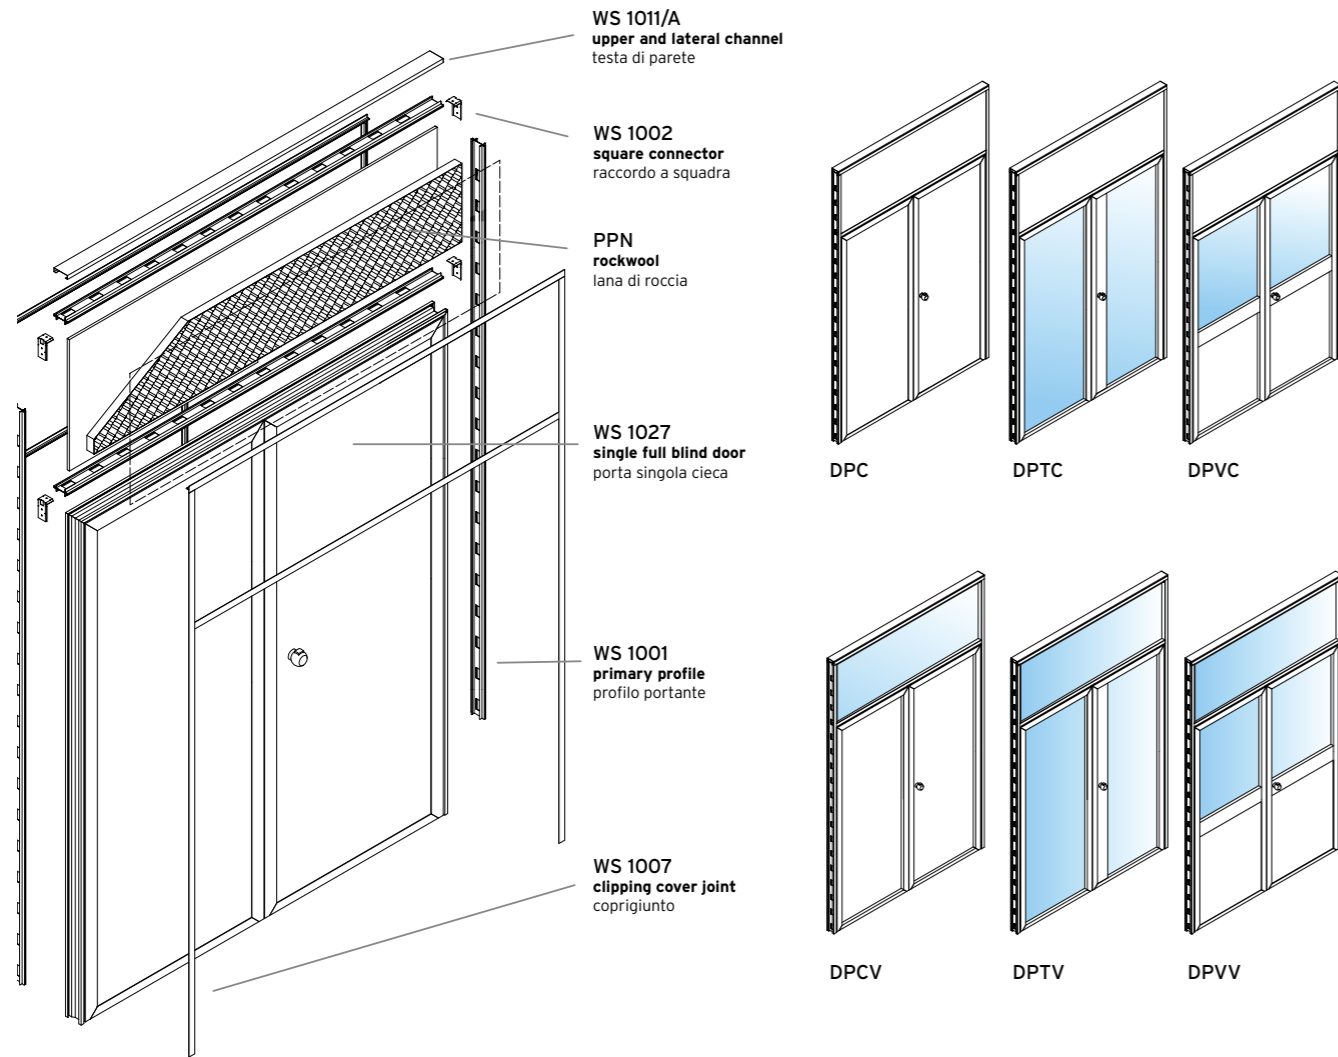 WS 1011/A
upper and lateral channel
testa di parete
WS 1002
square connector
raccordo a squadra
PPN
rockwool
lana di roccia
WS 1027
single full blind door
porta singola cieca
WS 1001
primary profile
profilo portante
WS 1007
clipping cover joint
coprigiunto
DPC
DPTC
DPVC
DPCV
DPTV
DPVV